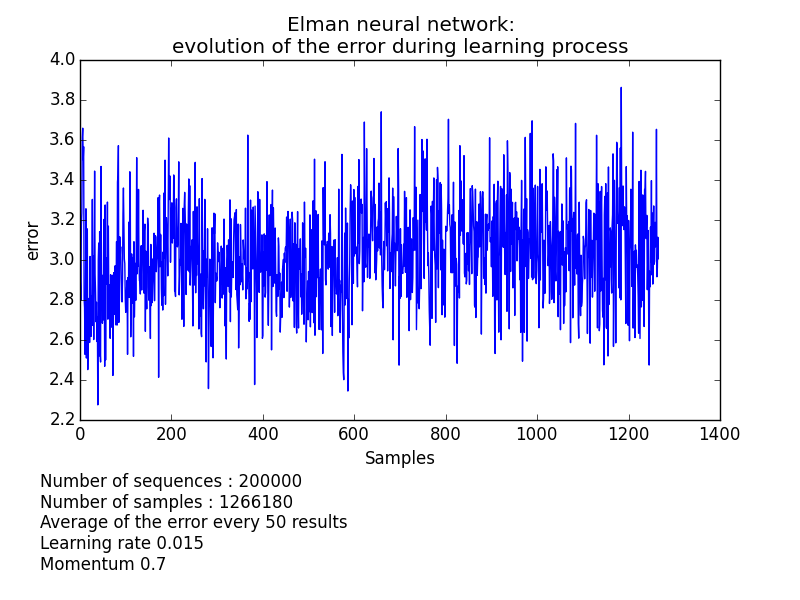 Elman neural network:
evolution of the error during learning process
4.0
3.8
3.6
3.4
3.2
3.0
2.8
2.6
2.4
2.2
error
0 200 400 600 800 1000 1200 1400
Samples
Number of sequences : 200000
Number of samples : 1266180
Average of the error every 50 results
Learning rate 0.015
Momentum 0.7